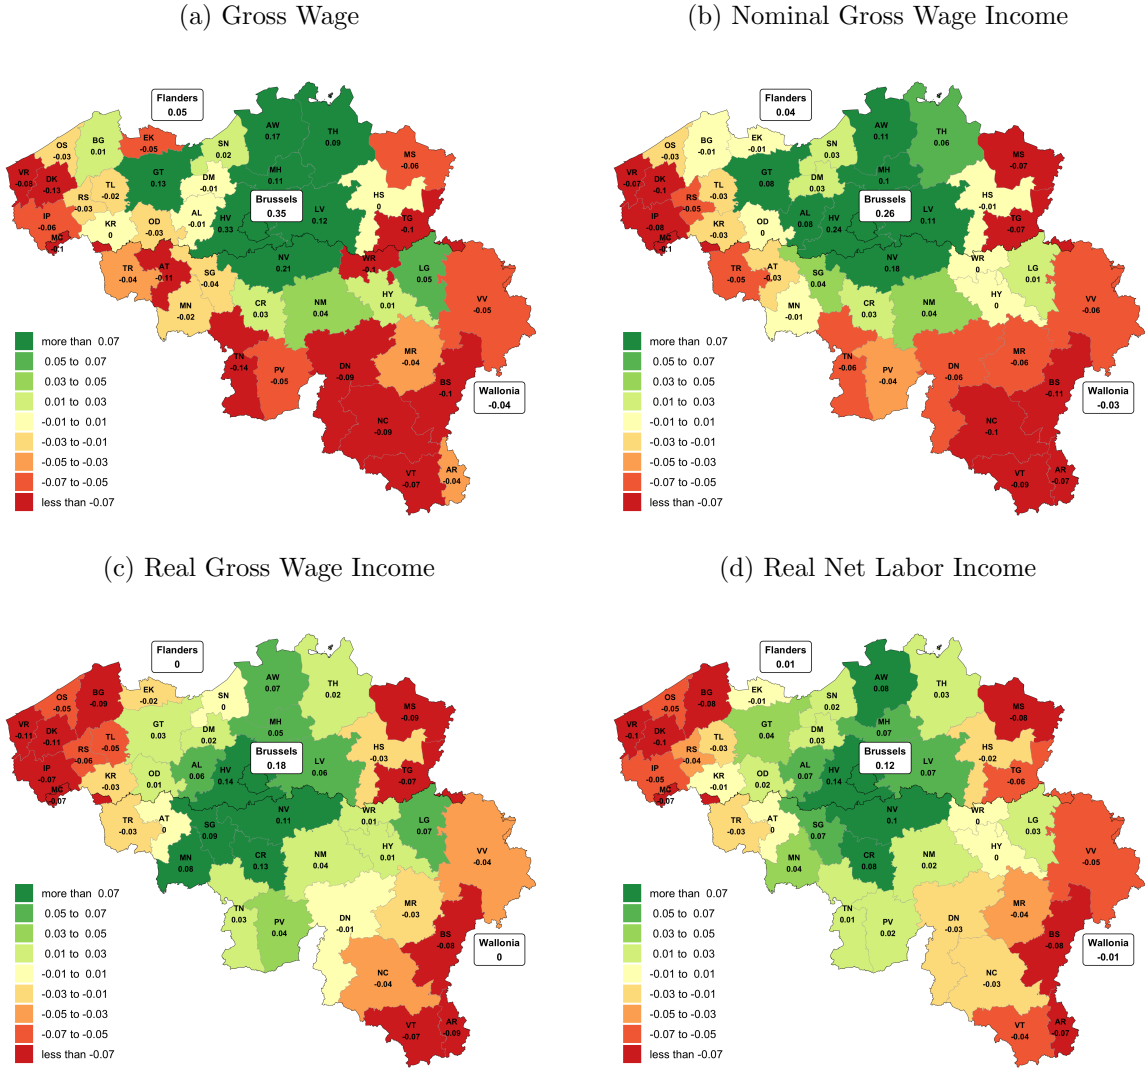 (a) Gross Wage
Flanders
0.05
AW
0.17
TH
0.09
EK
-0.05
BG
0.01
OS
-0.03
SN
0.02
MS
-0.06
VR
-0.08
DK
-0.13
TL
-0.02
GT
0.13
DM
-0.01
MH
0.11
RS
-0.03
HS
0
Brussels
0.35
IP
-0.06
KR
0
OD
-0.03
AL
-0.01
HV
0.33
LV
0.12
TG
-0.1
MC
-0.1
TR
-0.04
AT
-0.11
SG
-0.04
NV
0.21
WR
-0.1
LG
0.05
MN
-0.02
CR
0.03
NM
0.04
HY
0.01
VV
-0.05
TN
-0.14
PV
-0.05
DN
-0.09
MR
-0.04
BS
-0.1
Wallonia
-0.04
NC
-0.09
VT
-0.07
AR
-0.04
more than 0.07
0.05 to 0.07
0.03 to 0.05
0.01 to 0.03
-0.01 to 0.01
-0.03 to -0.01
-0.05 to -0.03
-0.07 to -0.05
less than -0.07
(b) Nominal Gross Wage Income
Flanders
0.04
AW
0.11
TH
0.06
EK
-0.01
BG
-0.01
OS
-0.03
SN
0.03
MS
-0.07
VR
-0.07
DK
-0.1
TL
-0.03
GT
0.08
DM
0.03
MH
0.1
RS
-0.05
HS
-0.01
Brussels
0.26
IP
-0.08
KR
-0.03
OD
0
AL
0.08
HV
0.24
LV
0.11
TG
-0.07
MC
-0.1
TR
-0.05
AT
-0.03
SG
0.04
NV
0.18
WR
0
LG
0.01
MN
-0.01
CR
0.03
NM
0.04
HY
0
VV
-0.06
TN
-0.06
PV
-0.04
DN
-0.06
MR
-0.06
BS
-0.11
Wallonia
-0.03
NC
-0.1
VT
-0.09
AR
-0.07
more than 0.07
0.05 to 0.07
0.03 to 0.05
0.01 to 0.03
-0.01 to 0.01
-0.03 to -0.01
-0.05 to -0.03
-0.07 to -0.05
less than -0.07
(c) Real Gross Wage Income
Flanders
0
AW
0.07
TH
0.02
EK
-0.02
BG
-0.09
OS
-0.05
SN
0
MS
-0.09
VR
-0.11
DK
-0.11
TL
-0.05
GT
0.03
DM
0.02
MH
0.05
RS
-0.06
HS
-0.03
Brussels
0.18
IP
-0.07
KR
-0.03
OD
0.01
AL
0.06
HV
0.14
LV
0.06
TG
-0.07
MC
-0.07
TR
-0.03
AT
0
SG
0.09
NV
0.11
WR
0.01
LG
0.07
MN
0.08
CR
0.13
NM
0.04
HY
0.01
VV
-0.04
TN
0.03
PV
0.04
DN
-0.01
MR
-0.03
BS
-0.08
Wallonia
0
NC
-0.04
VT
-0.07
AR
-0.09
more than 0.07
0.05 to 0.07
0.03 to 0.05
0.01 to 0.03
-0.01 to 0.01
-0.03 to -0.01
-0.05 to -0.03
-0.07 to -0.05
less than -0.07
(d) Real Net Labor Income
Flanders
0.01
AW
0.08
TH
0.03
EK
-0.01
BG
-0.08
OS
-0.05
SN
0.02
MS
-0.08
VR
-0.1
DK
-0.1
TL
-0.03
GT
0.04
DM
0.03
MH
0.07
RS
-0.04
HS
-0.02
Brussels
0.12
IP
-0.05
KR
-0.01
OD
0.02
AL
0.07
HV
0.14
LV
0.07
TG
-0.06
MC
-0.07
TR
-0.03
AT
0
SG
0.07
NV
0.1
WR
0
LG
0.03
MN
0.04
CR
0.08
NM
0.02
HY
0
VV
-0.05
TN
0.01
PV
0.02
DN
-0.03
MR
-0.04
BS
-0.08
Wallonia
-0.01
NC
-0.03
VT
-0.04
AR
-0.07
more than 0.07
0.05 to 0.07
0.03 to 0.05
0.01 to 0.03
-0.01 to 0.01
-0.03 to -0.01
-0.05 to -0.03
-0.07 to -0.05
less than -0.07